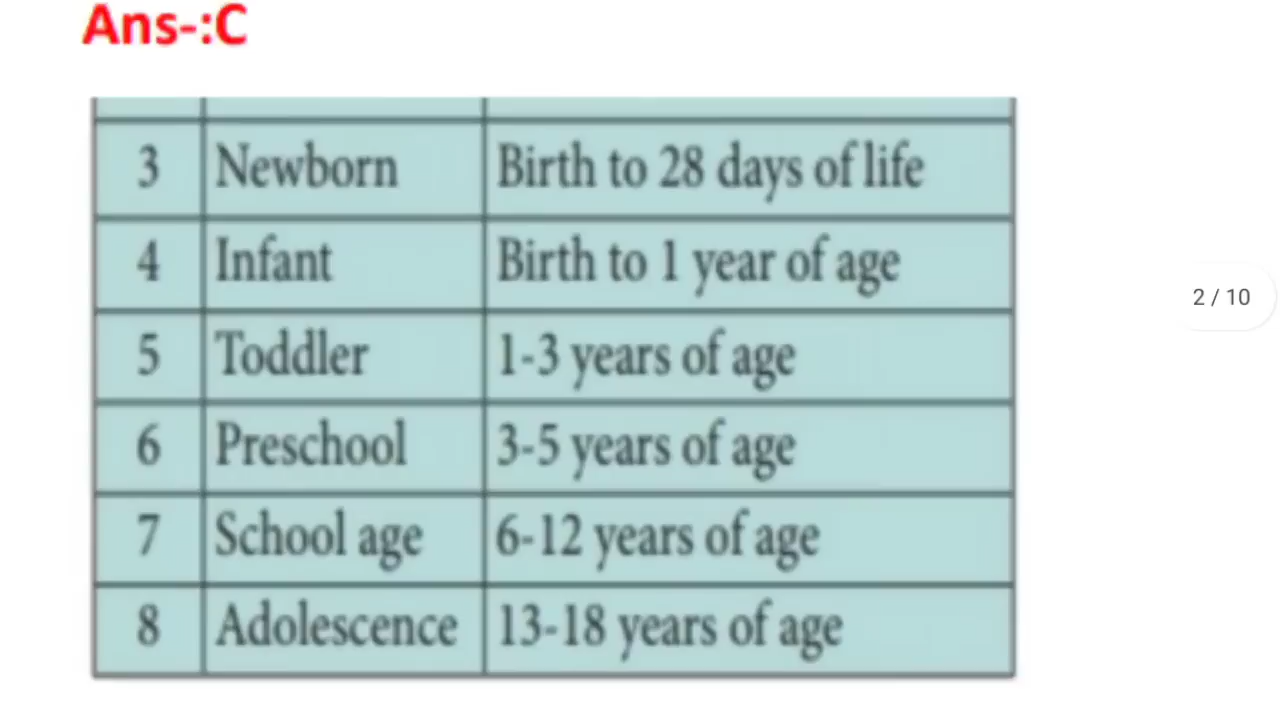 Ans-:C
3 Newborn Birth to 28 days of life
4 Infant Birth to 1 year of age
2 / 10
5 Toddler 1-3 years of age
6 Preschool 3-5 years of age
7 School age 6-12 years of age
8 Adolescence 13-18 years of age